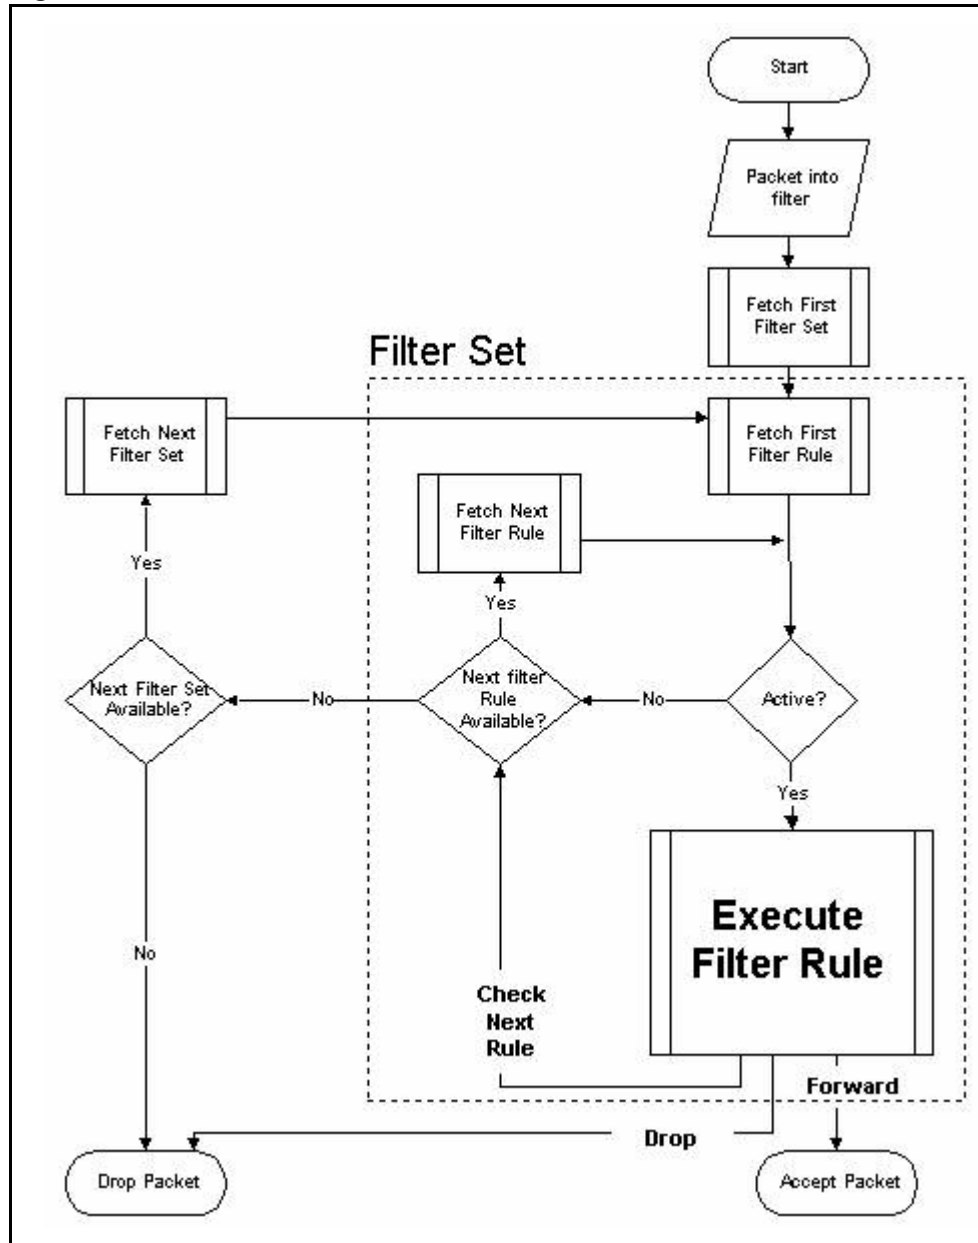 Start
Packet into
filter
Fetch First
Filter Set
Filter Set
Fetch Next
Filter Set
Fetch First
Filter Rule
Fetch Next
Filter Rule
Yes
Yes
Next Filter Set
Available?
No
Next filter
Rule
Available?
No
Active?
Yes
Execute
Filter Rule
No
Check
Next
Rule
Forward
Drop
Drop Packet
Accept Packet